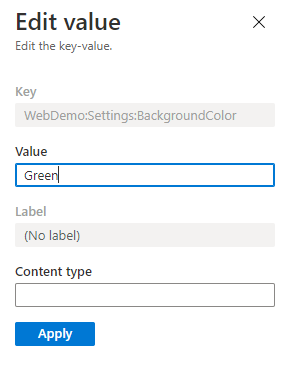 Edit value
Edit the key-value.
Key
WebDemo:Settings:BackgroundColor
Value
Green
Label
(No label)
Content type
Apply